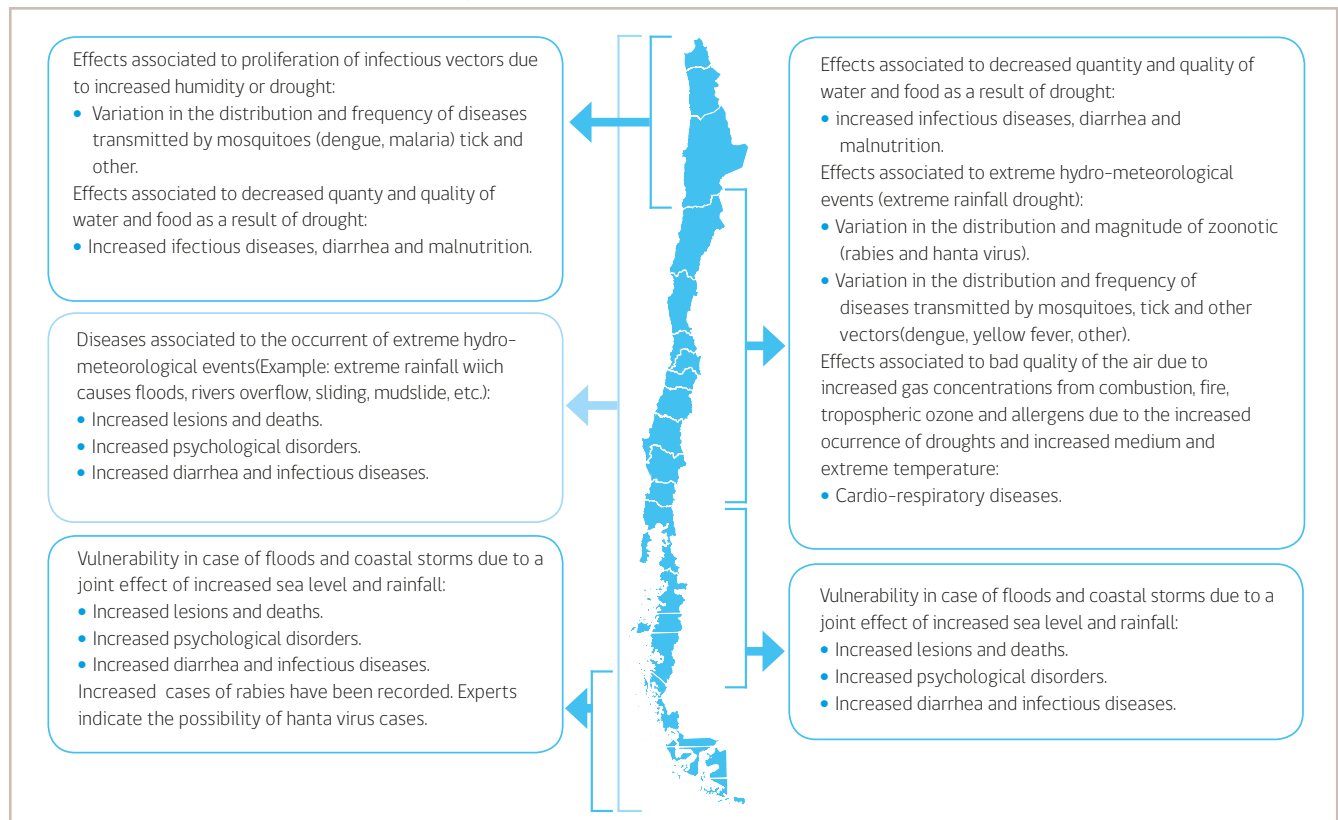 Effects associated to proliferation of infectious vectors due
to increased humidity or drought:
• Variation in the distribution and frequency of diseases
transmitted by mosquitoes (dengue, malaria) tick and
other.
Effects associated to decreased quanty and quality of
water and food as a result of drought:
• Increased ifectious diseases, diarrhea and malnutrition.
Diseases associated to the occurrent of extreme hydro-
meteorological events(Example: extreme rainfall wiich
causes floods, rivers overflow, sliding, mudslide, etc.):
• Increased lesions and deaths.
• Increased psychological disorders.
• Increased diarrhea and infectious diseases.
Vulnerability in case of floods and coastal storms due to a
joint effect of increased sea level and rainfall:
• Increased lesions and deaths.
• Increased psychological disorders.
• Increased diarrhea and infectious diseases.
Increased cases of rabies have been recorded. Experts
indicate the possibility of hanta virus cases.
Effects associated to decreased quantity and quality of
water and food as a result of drought:
• increased infectious diseases, diarrhea and
malnutrition.
Effects associated to extreme hydro-meteorological
events (extreme rainfall drought):
• Variation in the distribution and magnitude of zoonotic
(rabies and hanta virus).
• Variation in the distribution and frequency of
diseases transmitted by mosquitoes, tick and other
vectors(dengue, yellow fever, other).
Effects associated to bad quality of the air due to
increased gas concentrations from combustion, fire,
tropospheric ozone and allergens due to the increased
ocurrence of droughts and increased medium and
extreme temperature:
• Cardio-respiratory diseases.
Vulnerability in case of floods and coastal storms due to a
joint effect of increased sea level and rainfall:
• Increased lesions and deaths.
• Increased psychological disorders.
• Increased diarrhea and infectious diseases.